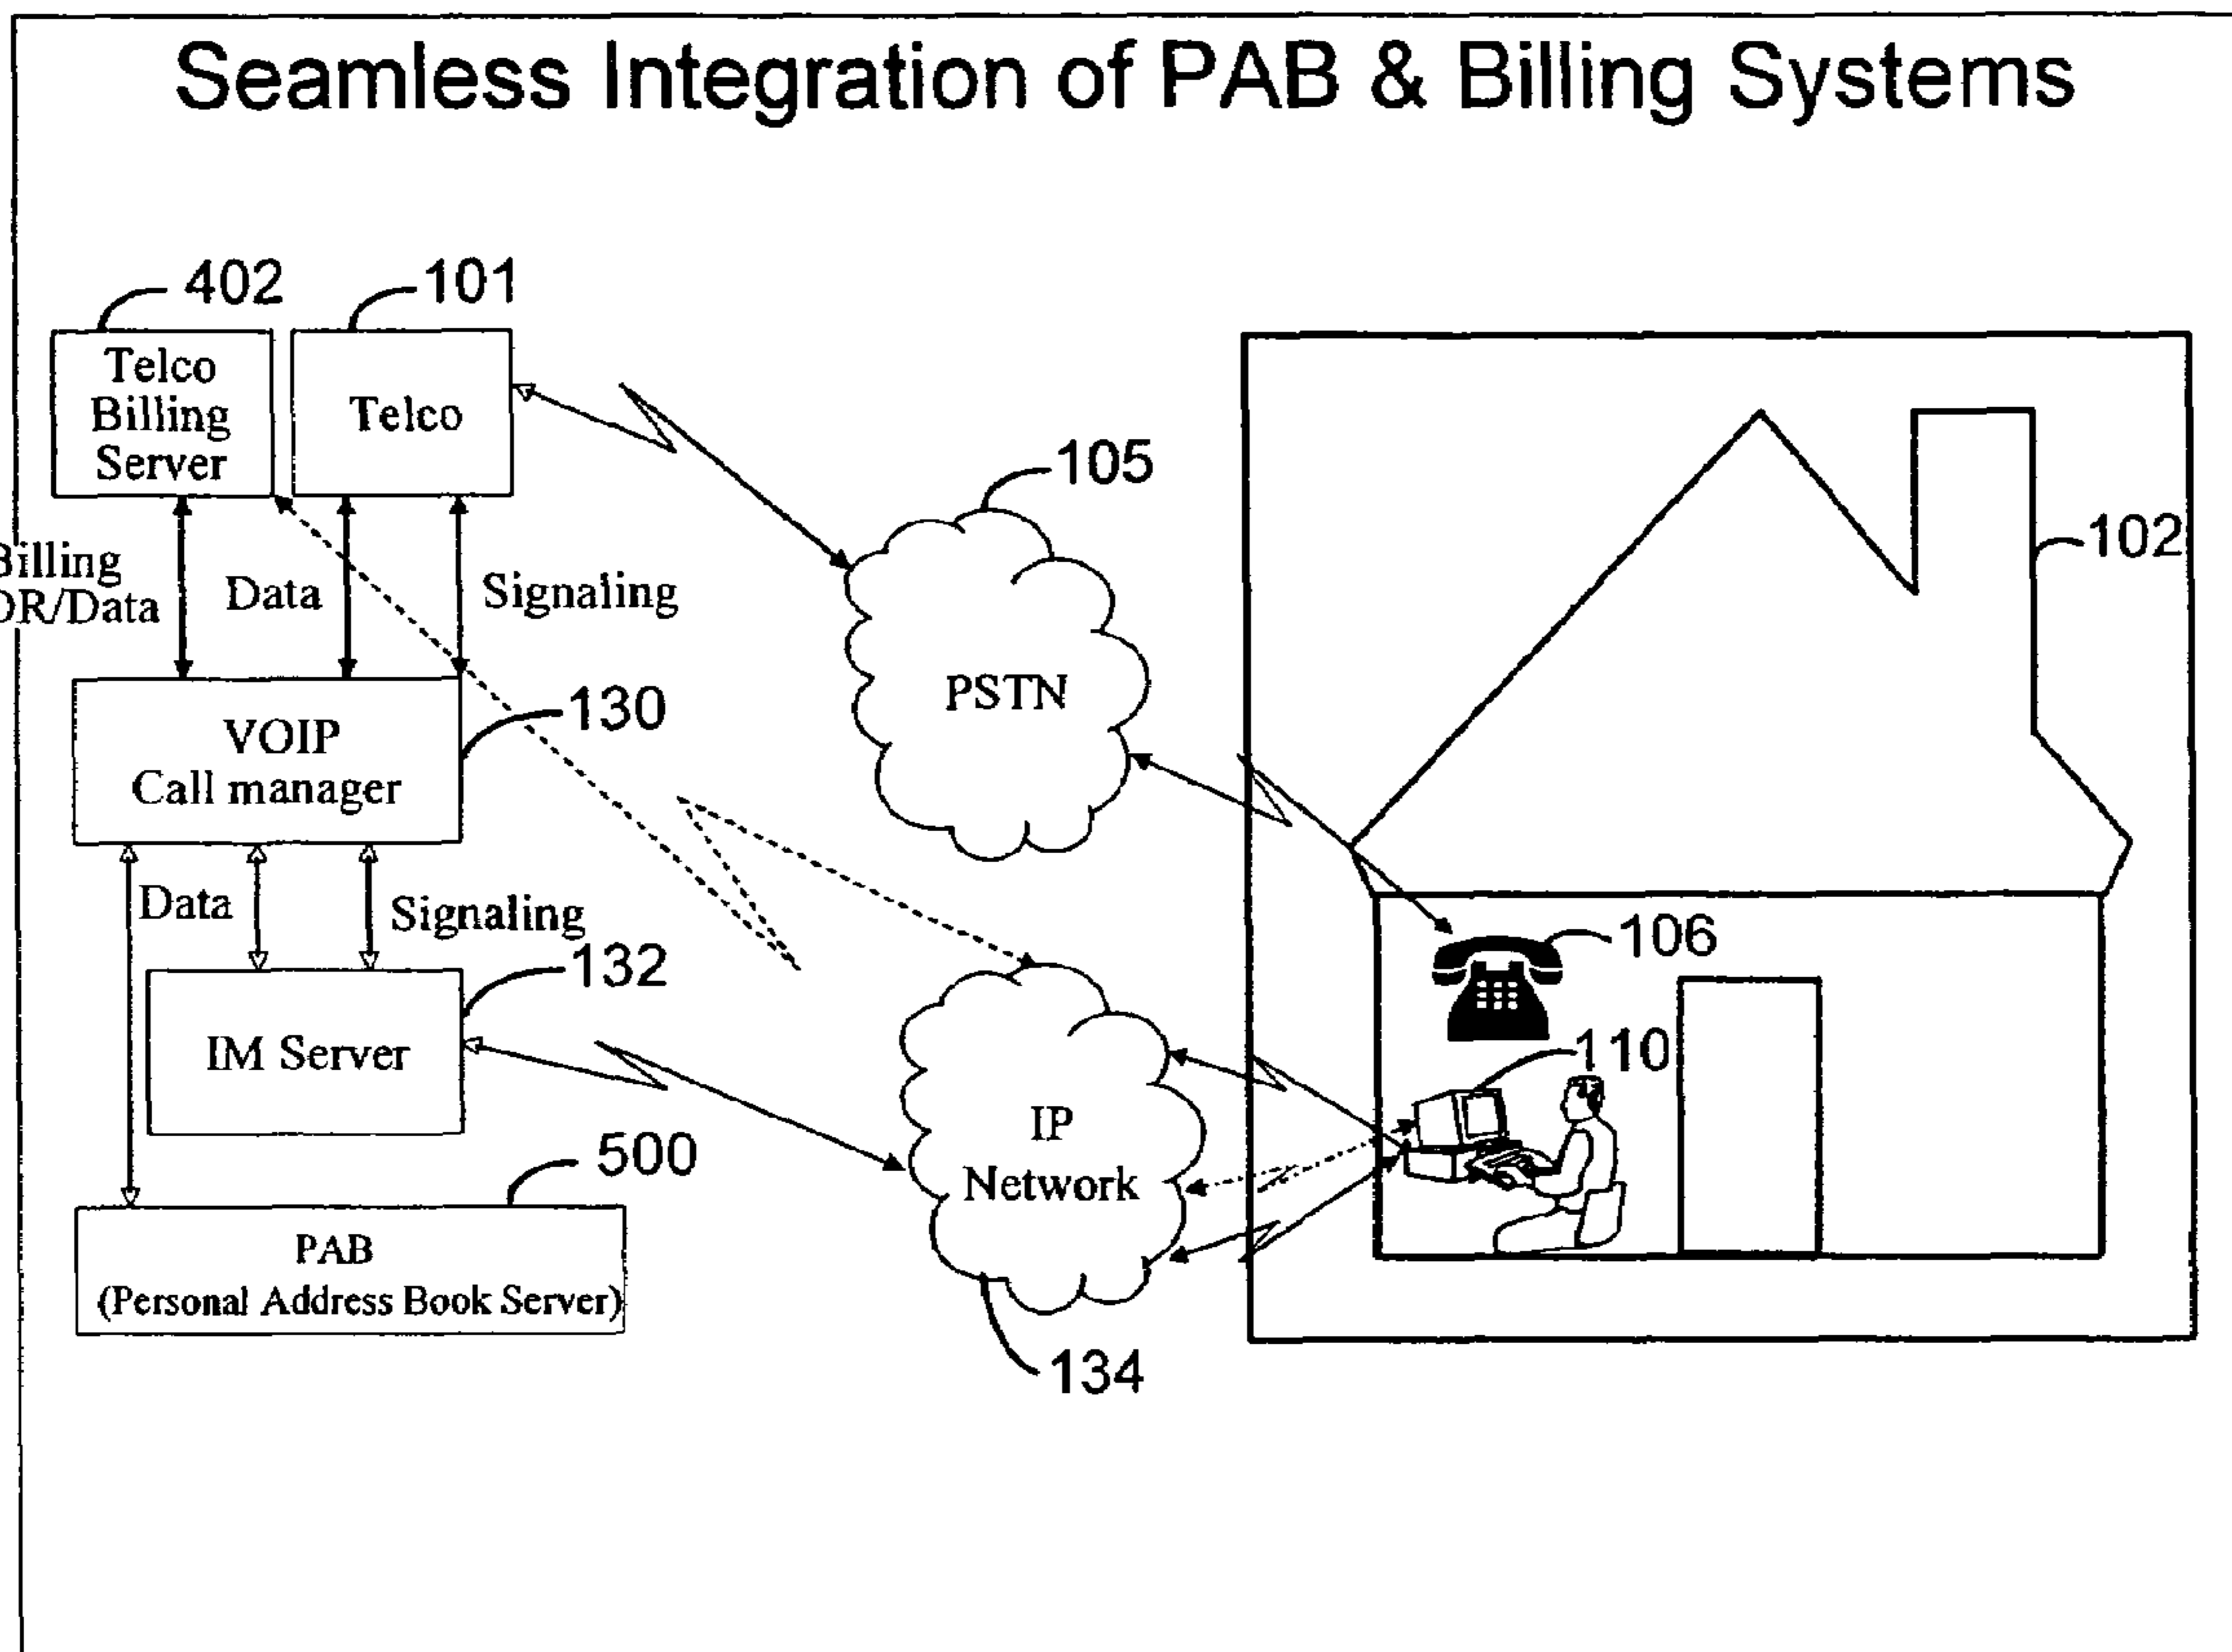 Seamless Integration of PAB & Billing Systems
402
101
Telco
Billing
Server
Telco
105
102
Billing
DR/Data
Data
Signaling
PSTN
130
VOIP
Call manager
Data
Signaling
106
132
IM Server
110
IP
Network
500
PAB
(Personal Address Book Server)
134